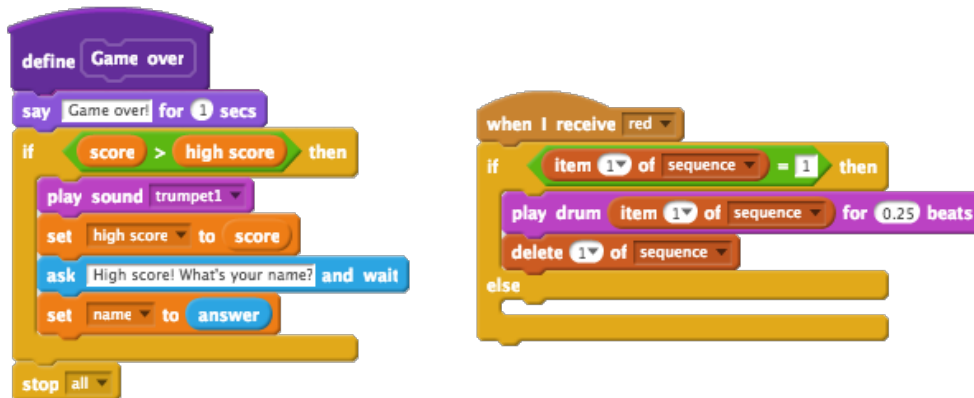 define Game over
say Game over! for 1 secs
if score > high score then
play sound trumpet1
set high score to score
ask High score! What's your name? and wait
set name to answer
stop all
when I receive red
if item 1 of sequence = 1 then
play drum item 1 of sequence for 0.25 beats
delete 1 of sequence
else